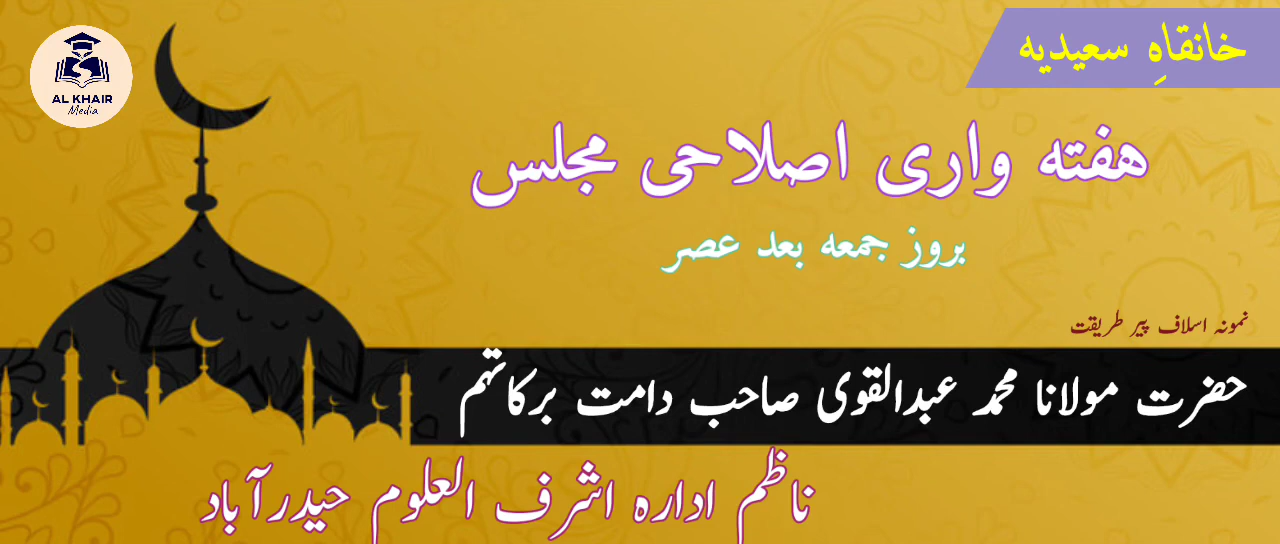 AL KHAIR
Media
خانقاہِ سعیدیہ
ھفتہ واری اصلاحی مجلس
بروز جمعہ بعد عصر
نمونہ اسلاف پیر طریقت
حضرت مولانا محمد عبدالقوی صاحب دامت برکاتہم
ناظم ادارہ اشرف العلوم حیدرآباد